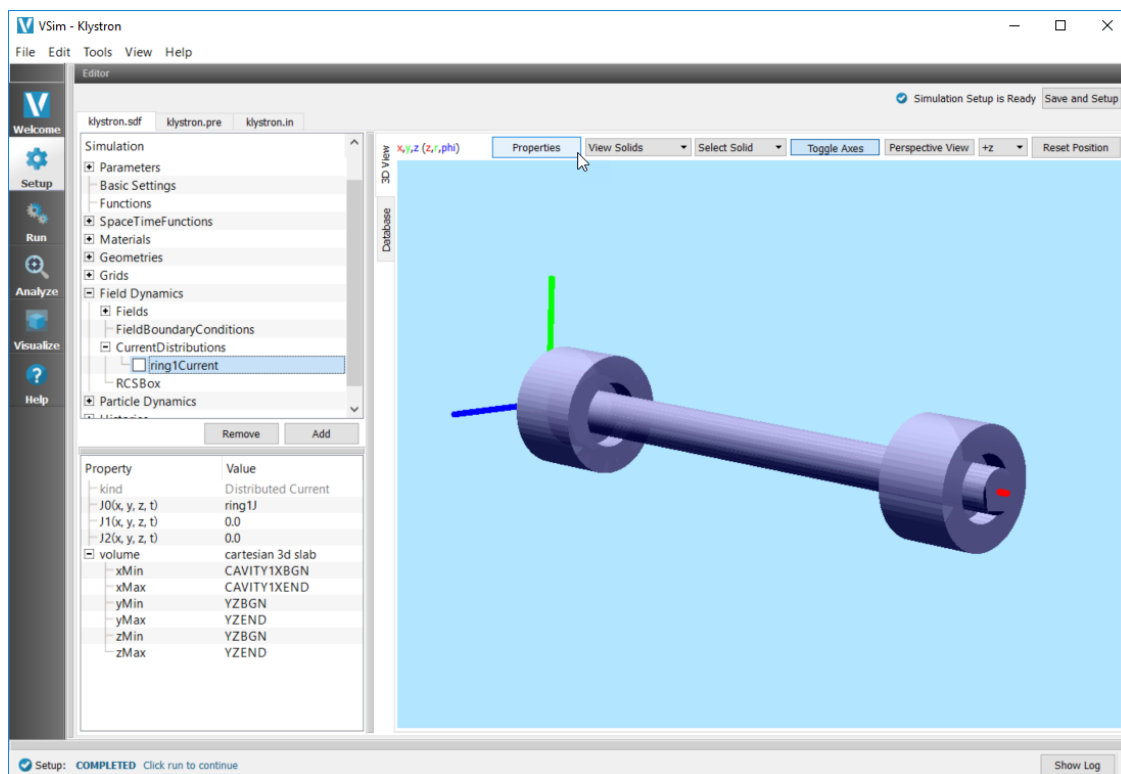 VSim - Klystron
File Edit Tools View Help
Editor
Simulation Setup is Ready Save and Setup
Welcome
Setup
Run
Analyze
Visualize
Help
klystron.sdf klystron.pre klystron.in
Simulation
Parameters
Basic Settings
Functions
SpaceTimeFunctions
Materials
Geometries
Grids
Field Dynamics
Fields
FieldBoundaryConditions
CurrentDistributions
ring1Current
RCSBox
Particle Dynamics
Histories
Remove Add
Property Value
kind Distributed Current
J0(x, y, z, t) ring1J
J1(x, y, z, t) 0.0
J2(x, y, z, t) 0.0
volume cartesian 3d slab
xMin CAVITY1XBGN
xMax CAVITY1XEND
yMin YZBGN
yMax YZEND
zMin YZBGN
zMax YZEND
3D View
Database
x,y,z (z,r,phi) Properties View Solids Select Solid Toggle Axes Perspective View +z Reset Position
Setup: COMPLETED Click run to continue Show Log